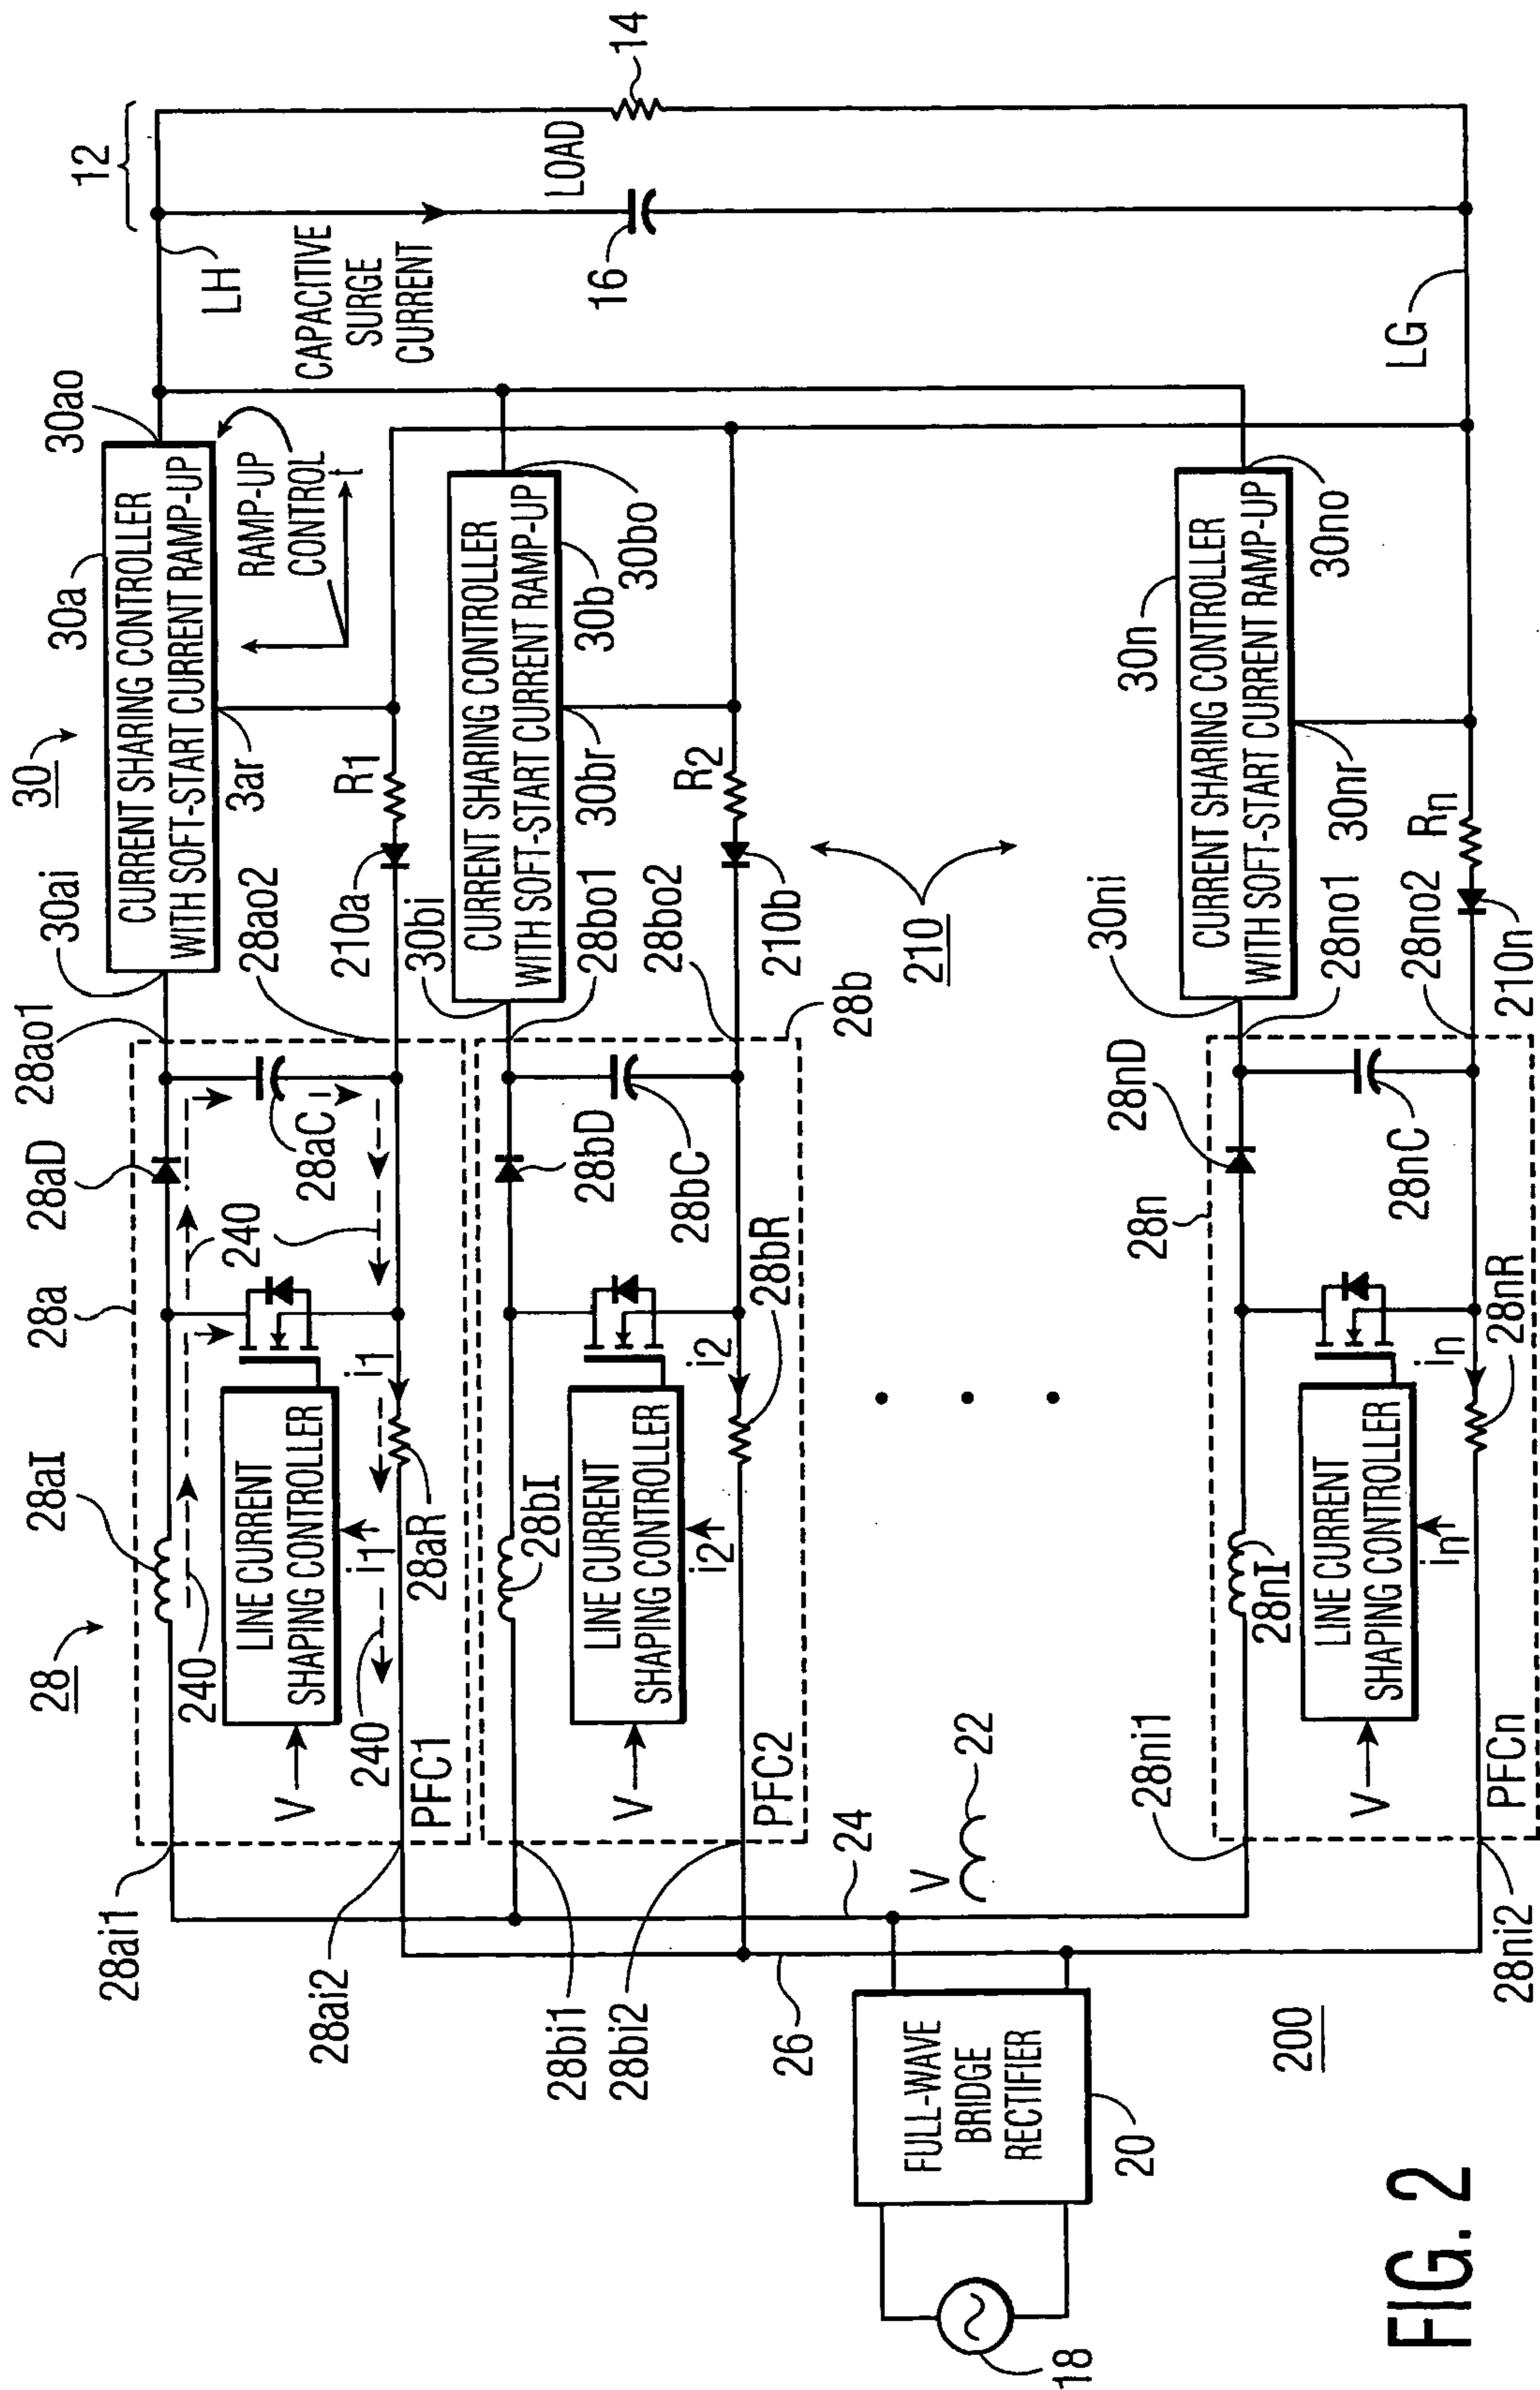 12
14
LOAD
16
LH
CAPACITIVE
SURGE
CURRENT
LG
30
30a
30ao
CURRENT SHARING CONTROLLER
WITH SOFT-START CURRENT RAMP-UP
RAMP-UP
CONTROL
t
30ai
3ar
R1
210a
28ao1
28ao2
CURRENT SHARING CONTROLLER
WITH SOFT-START CURRENT RAMP-UP
30b
30bo
30bi
30br
R2
210b
28bo1
28bo2
28b
210
CURRENT SHARING CONTROLLER
WITH SOFT-START CURRENT RAMP-UP
30n
30no
30ni
30nr
Rn
210n
28no1
28no2
28
28a
28aI
28aD
28aC
240
240
240
LINE CURRENT
SHAPING CONTROLLER
i1
i1
28aR
V
PFC1
28ai1
28ai2
28bD
28bC
28bI
LINE CURRENT
SHAPING CONTROLLER
i2
i2
28bR
V
PFC2
28bi1
28bi2
28n
28nD
28nC
28nI
LINE CURRENT
SHAPING CONTROLLER
in
in
28nR
V
PFCn
28ni1
28ni2
V
22
24
26
FULL-WAVE
BRIDGE
RECTIFIER
20
18
200
FIG. 2